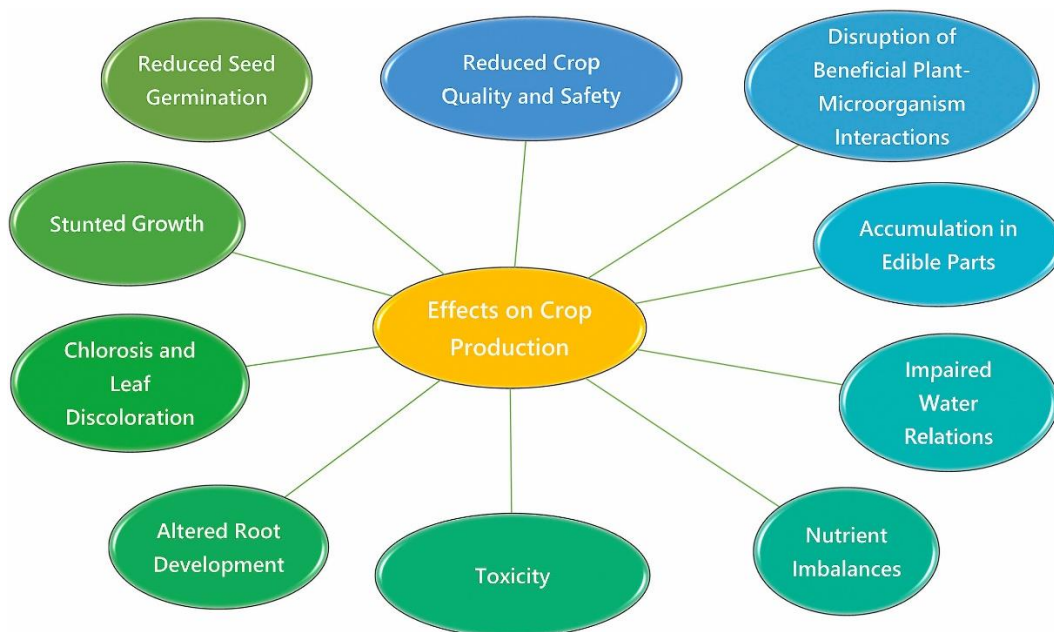 Reduced Seed
Germination
Reduced Crop
Quality and Safety
Disruption of
Beneficial Plant-
Microorganism
Interactions
Stunted Growth
Accumulation in
Edible Parts
Effects on Crop
Production
Chlorosis and
Leaf
Discoloration
Impaired
Water
Relations
Altered Root
Development
Toxicity
Nutrient
Imbalances